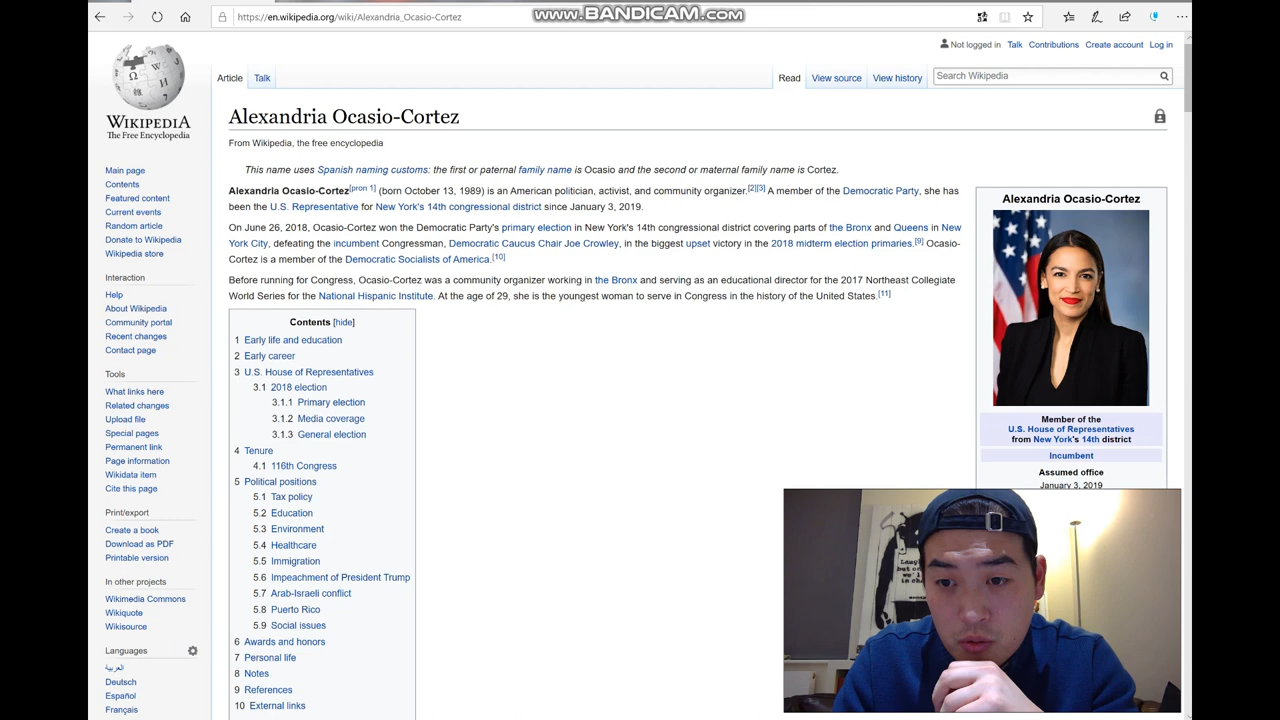 https://en.wikipedia.org/wiki/Alexandria_Ocasio-Cortez
www.BANDICAM.com
Not logged in Talk Contributions Create account Log in
Article Talk
Read View source View history Search Wikipedia
WIKIPEDIA
The Free Encyclopedia
Main page
Contents
Featured content
Current events
Random article
Donate to Wikipedia
Wikipedia store
Interaction
Help
About Wikipedia
Community portal
Recent changes
Contact page
Tools
What links here
Related changes
Upload file
Special pages
Permanent link
Page information
Wikidata item
Cite this page
Print/export
Create a book
Download as PDF
Printable version
In other projects
Wikimedia Commons
Wikiquote
Wikisource
Languages
العربية
Deutsch
Español
Français
Alexandria Ocasio-Cortez
From Wikipedia, the free encyclopedia
This name uses Spanish naming customs: the first or paternal family name is Ocasio and the second or maternal family name is Cortez.
Alexandria Ocasio-Cortez[pron 1] (born October 13, 1989) is an American politician, activist, and community organizer.[2][3] A member of the Democratic Party, she has
been the U.S. Representative for New York's 14th congressional district since January 3, 2019.
On June 26, 2018, Ocasio-Cortez won the Democratic Party's primary election in New York's 14th congressional district covering parts of the Bronx and Queens in New
York City, defeating the incumbent Congressman, Democratic Caucus Chair Joe Crowley, in the biggest upset victory in the 2018 midterm election primaries.[9] Ocasio-
Cortez is a member of the Democratic Socialists of America.[10]
Before running for Congress, Ocasio-Cortez was a community organizer working in the Bronx and serving as an educational director for the 2017 Northeast Collegiate
World Series for the National Hispanic Institute. At the age of 29, she is the youngest woman to serve in Congress in the history of the United States.[11]
Contents [hide]
1 Early life and education
2 Early career
3 U.S. House of Representatives
3.1 2018 election
3.1.1 Primary election
3.1.2 Media coverage
3.1.3 General election
4 Tenure
4.1 116th Congress
5 Political positions
5.1 Tax policy
5.2 Education
5.3 Environment
5.4 Healthcare
5.5 Immigration
5.6 Impeachment of President Trump
5.7 Arab-Israeli conflict
5.8 Puerto Rico
5.9 Social issues
6 Awards and honors
7 Personal life
8 Notes
9 References
10 External links
Alexandria Ocasio-Cortez
Member of the
U.S. House of Representatives
from New York's 14th district
Incumbent
Assumed office
January 3, 2019